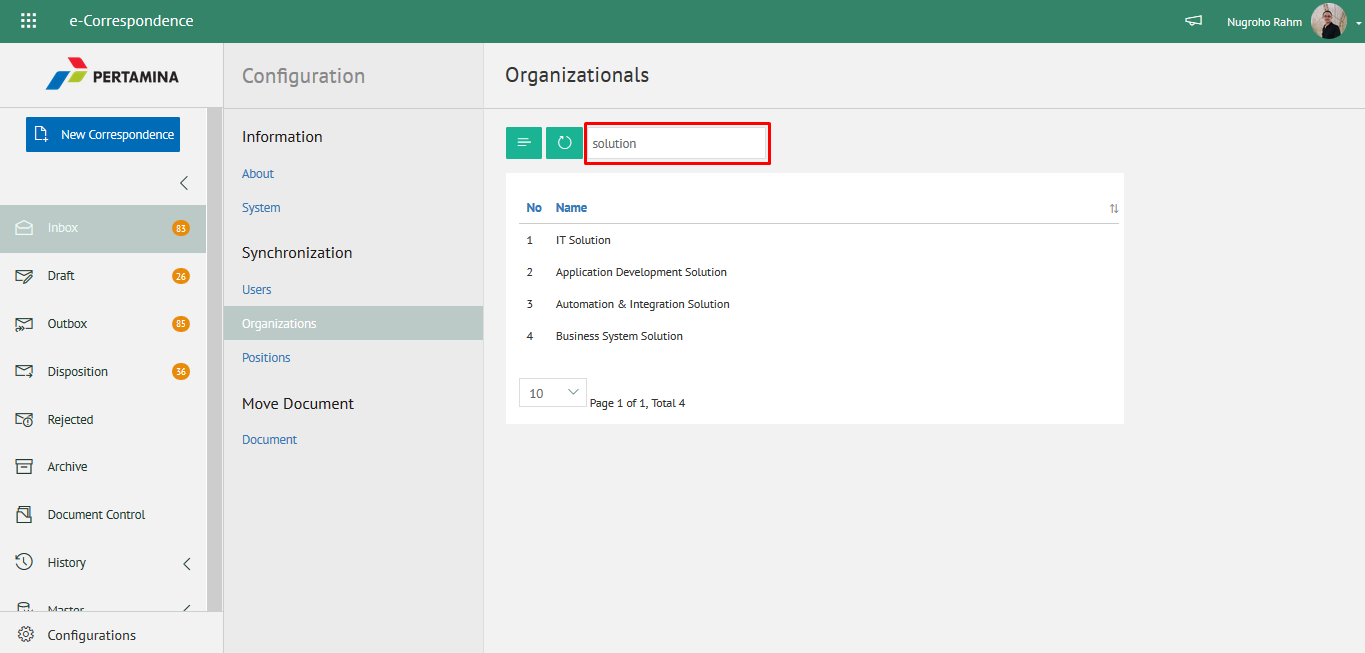 e-Correspondence
Nugroho Rahm
PERTAMINA
New Correspondence
Inbox 83
Draft 26
Outbox 85
Disposition 36
Rejected
Archive
Document Control
History
Master
Configurations
Configuration
Information
About
System
Synchronization
Users
Organizations
Positions
Move Document
Document
Organizationals
solution
No Name
1 IT Solution
2 Application Development Solution
3 Automation & Integration Solution
4 Business System Solution
10 Page 1 of 1, Total 4